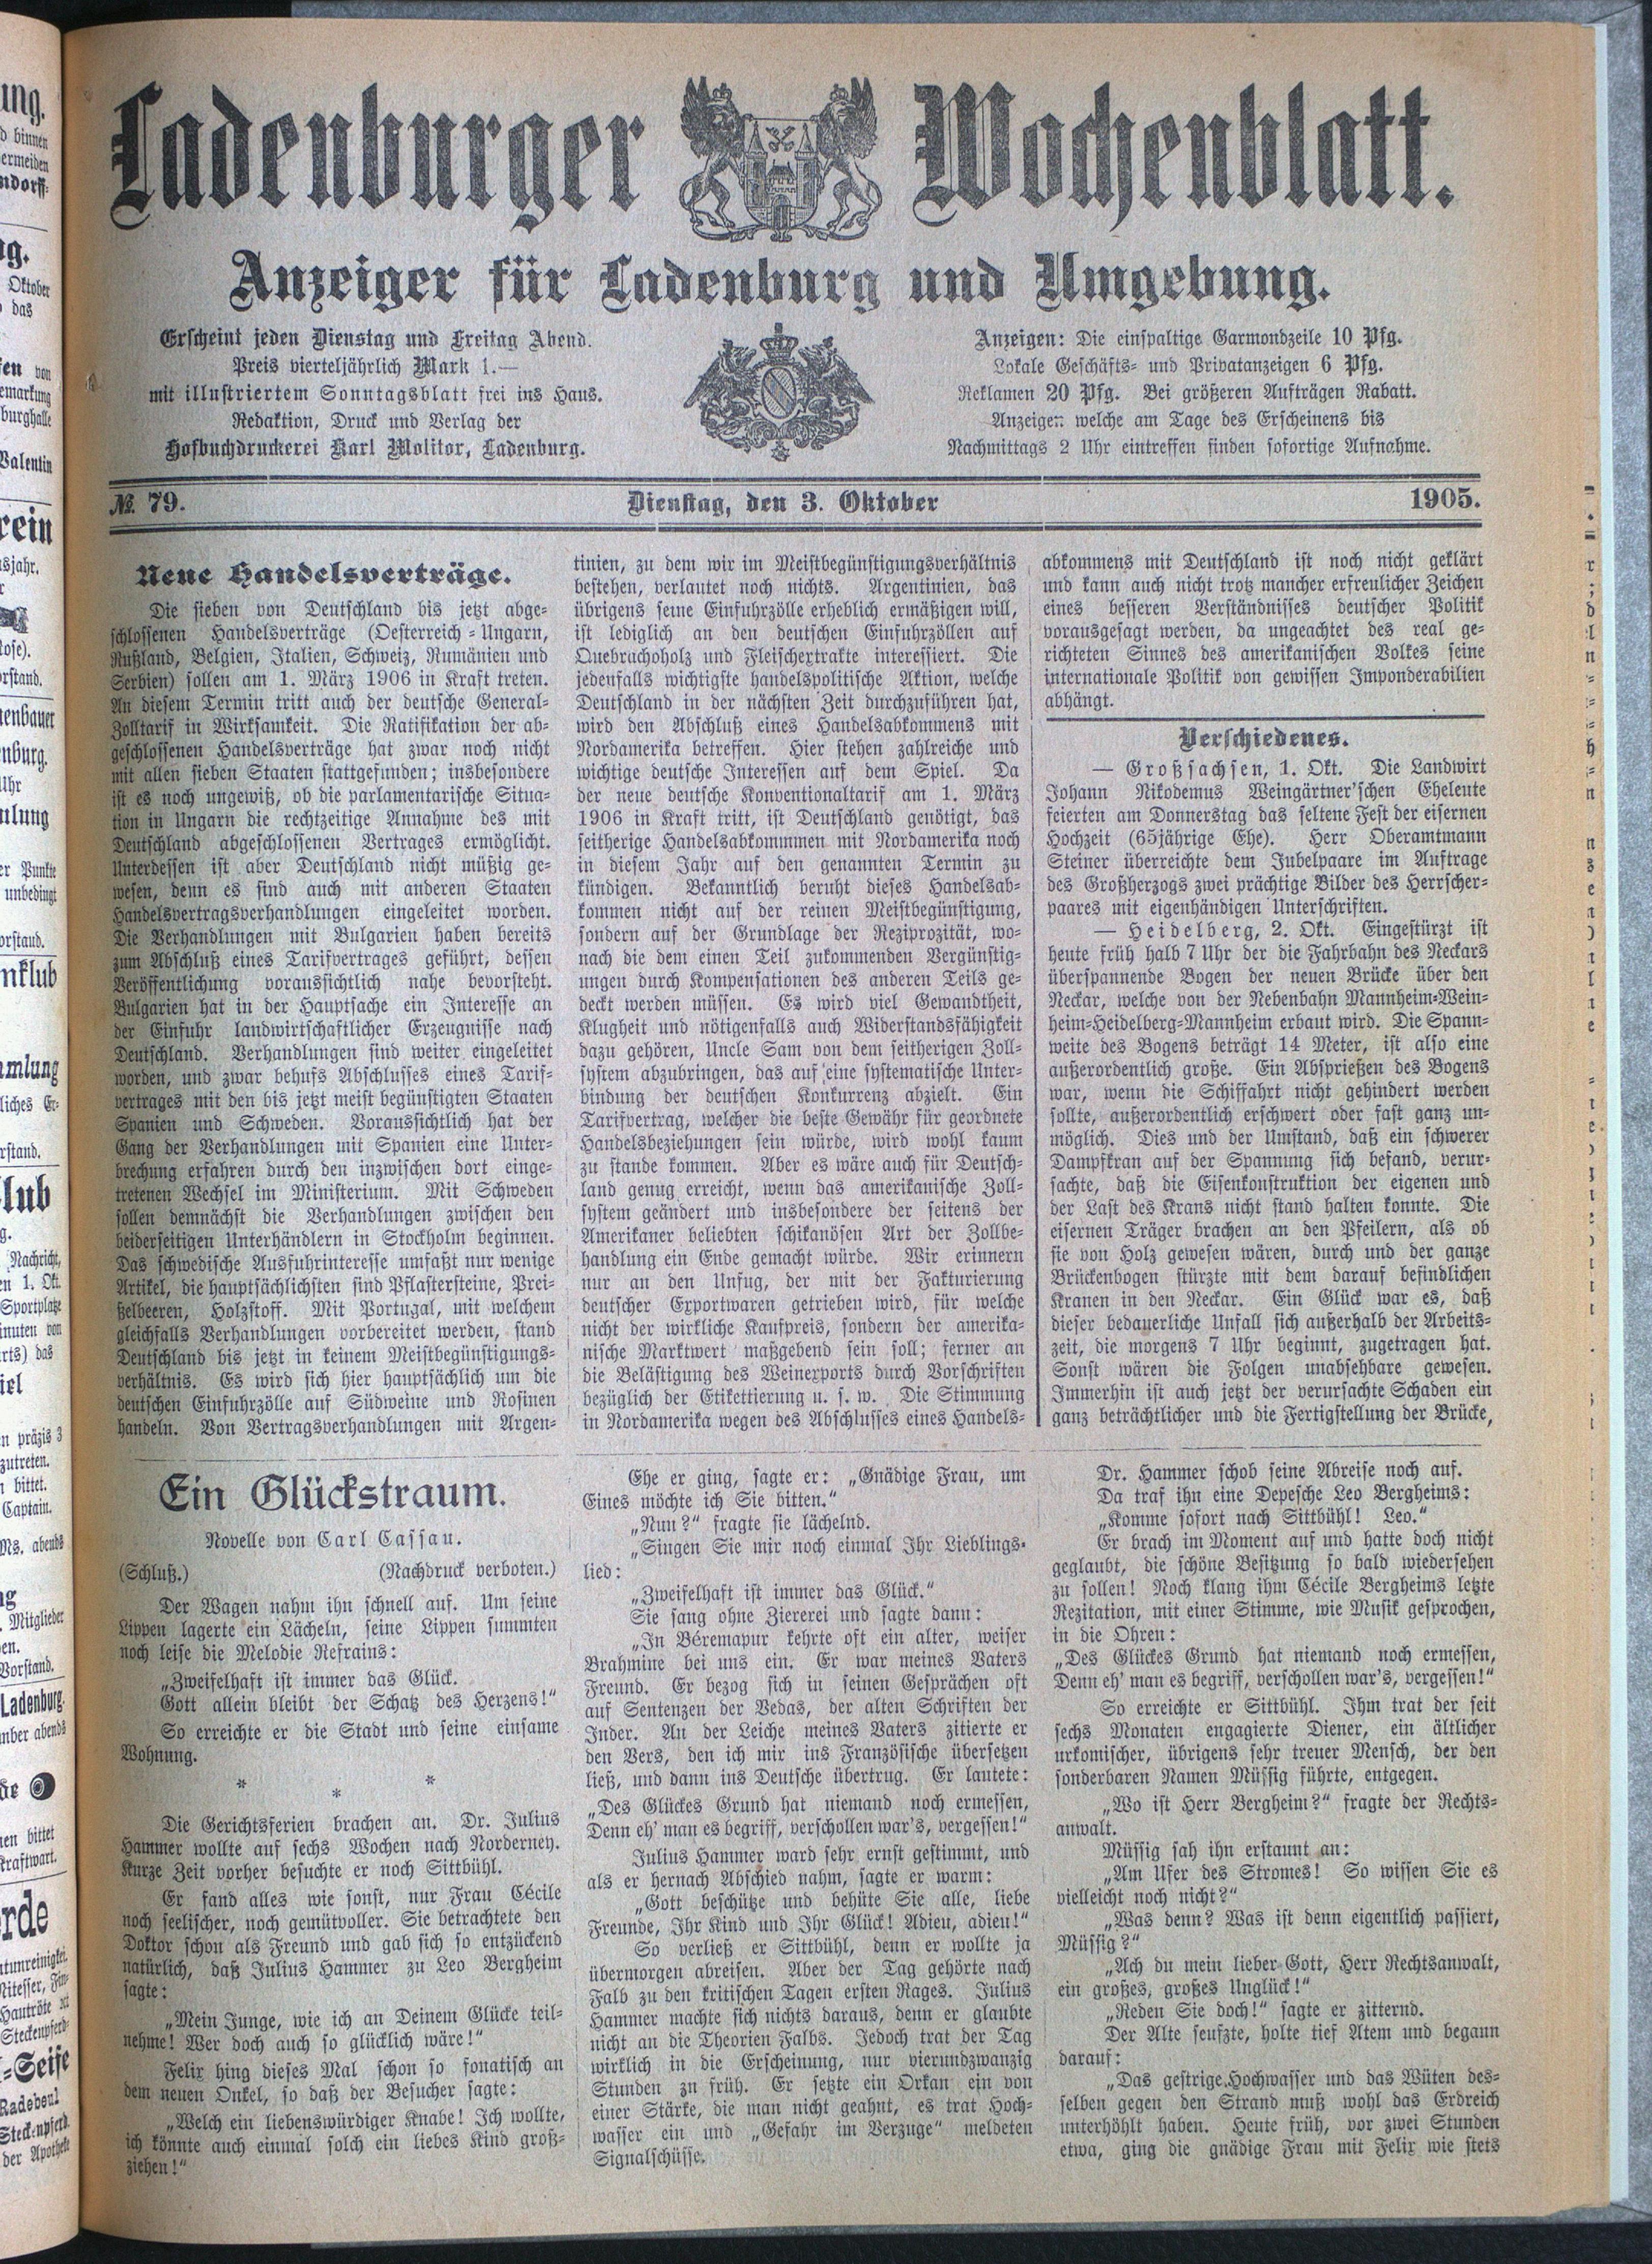 Ladenburger Wochenblatt.
Anzeiger für Ladenburg und Umgebung.
Erscheint jeden Dienstag und Freitag Abend.
Preis vierteljährlich Mark 1.—
mit illustriertem Sonntagsblatt frei ins Haus.
Redaktion, Druck und Verlag der
Hofbuchdruckerei Karl Molitor, Ladenburg.
Anzeigen: Die einspaltige Garmondzeile 10 Pfg.
Lokale Geschäfts- und Privatanzeigen 6 Pfg.
Reklamen 20 Pfg. Bei größeren Aufträgen Rabatt.
Anzeigen welche am Tage des Erscheinens bis
Nachmittags 2 Uhr eintreffen finden sofortige Aufnahme.
№ 79. Dienstag, den 3. Oktober 1905.
Neue Handelsverträge.
Die sieben von Deutschland bis jetzt abge-
schlossenen Handelsverträge (Oesterreich-Ungarn,
Rußland, Belgien, Italien, Schweiz, Rumänien und
Serbien) sollen am 1. März 1906 in Kraft treten.
An diesem Termin tritt auch der deutsche General-
Zolltarif in Wirksamkeit. Die Ratifikation der ab-
geschlossenen Handelsverträge hat zwar noch nicht
mit allen sieben Staaten stattgefunden; insbesondere
ist es noch ungewiß, ob die parlamentarische Situa-
tion in Ungarn die rechtzeitige Annahme des mit
Deutschland abgeschlossenen Vertrages ermöglicht.
Unterdessen ist aber Deutschland nicht müßig ge-
wesen, denn es sind auch mit anderen Staaten
Handelsvertragsverhandlungen eingeleitet worden.
Die Verhandlungen mit Bulgarien haben bereits
zum Abschluß eines Tarifvertrages geführt, dessen
Veröffentlichung voraussichtlich nahe bevorsteht.
Bulgarien hat in der Hauptsache ein Interesse an
der Einfuhr landwirtschaftlicher Erzeugnisse nach
Deutschland. Verhandlungen sind weiter eingeleitet
worden, und zwar behufs Abschlusses eines Tarif-
vertrages mit den bis jetzt meist begünstigten Staaten
Spanien und Schweden. Voraussichtlich hat der
Gang der Verhandlungen mit Spanien eine Unter-
brechung erfahren durch den inzwischen dort einge-
tretenen Wechsel im Ministerium. Mit Schweden
sollen demnächst die Verhandlungen zwischen den
beiderseitigen Unterhändlern in Stockholm beginnen.
Das schwedische Ausfuhrinteresse umfaßt nur wenige
Artikel, die hauptsächlichsten sind Pflastersteine, Prei-
ßelbeeren, Holzstoff. Mit Portugal, mit welchem
gleichfalls Verhandlungen vorbereitet werden, stand
Deutschland bis jetzt in keinem Meistbegünstigungs-
verhältnis. Es wird sich hier hauptsächlich um die
deutschen Einfuhrzölle auf Südweine und Rosinen
handeln. Von Vertragsverhandlungen mit Argen-
tinien, zu dem wir im Meistbegünstigungsverhältnis
bestehen, verlautet noch nichts. Argentinien, das
übrigens seine Einfuhrzölle erheblich ermäßigen will,
ist lediglich an den deutschen Einfuhrzöllen auf
Quebrachoholz und Fleischextrakte interessiert. Die
jedenfalls wichtigste handelspolitische Aktion, welche
Deutschland in der nächsten Zeit durchzuführen hat,
wird den Abschluß eines Handelsabkommens mit
Nordamerika betreffen. Hier stehen zahlreiche und
wichtige deutsche Interessen auf dem Spiel. Da
der neue deutsche Konventionaltarif am 1. März
1906 in Kraft tritt, ist Deutschland genötigt, das
seitherige Handelsabkommen mit Nordamerika noch
in diesem Jahr auf den genannten Termin zu
kündigen. Bekanntlich beruht dieses Handelsab-
kommen nicht auf der reinen Meistbegünstigung,
sondern auf der Grundlage der Reziprozität, wo-
nach die dem einen Teil zukommenden Vergünstig-
ungen durch Kompensationen des anderen Teils ge-
deckt werden müssen. Es wird viel Gewandtheit,
Klugheit und nötigenfalls auch Widerstandsfähigkeit
dazu gehören, Uncle Sam von dem seitherigen Zoll-
system abzubringen, das auf eine systematische Unter-
bindung der deutschen Konkurrenz abzielt. Ein
Tarifvertrag, welcher die beste Gewähr für geordnete
Handelsbeziehungen sein würde, wird wohl kaum
zu stande kommen. Aber es wäre auch für Deutsch-
land genug erreicht, wenn das amerikanische Zoll-
system geändert und insbesondere der seitens der
Amerikaner beliebten schikanösen Art der Zollbe-
handlung ein Ende gemacht würde. Wir erinnern
nur an den Unfug, der mit der Fakturierung
deutscher Exportwaren getrieben wird, für welche
nicht der wirkliche Kaufpreis, sondern der amerika-
nische Marktwert maßgebend sein soll; ferner an
die Belästigung des Weinexports durch Vorschriften
bezüglich der Etikettierung u. s. w. Die Stimmung
in Nordamerika wegen des Abschlusses eines Handels-
abkommens mit Deutschland ist noch nicht geklärt
und kann auch nicht trotz mancher erfreulicher Zeichen
eines besseren Verständnisses deutscher Politik
vorausgesagt werden, da ungeachtet des real ge-
richteten Sinnes des amerikanischen Volkes seine
internationale Politik von gewissen Imponderabilien
abhängt.
Verschiedenes.
— Großsachsen, 1. Okt. Die Landwirt
Johann Nikodemus Weingärtner'schen Eheleute
feierten am Donnerstag das seltene Fest der eisernen
Hochzeit (65jährige Ehe). Herr Oberamtmann
Steiner überreichte dem Jubelpaare im Auftrage
des Großherzogs zwei prächtige Bilder des Herrscher-
paares mit eigenhändigen Unterschriften.
— Heidelberg, 2. Okt. Eingestürzt ist
heute früh halb 7 Uhr der die Fahrbahn des Neckars
überspannende Bogen der neuen Brücke über den
Neckar, welche von der Nebenbahn Mannheim-Wein-
heim-Heidelberg-Mannheim erbaut wird. Die Spann-
weite des Bogens beträgt 14 Meter, ist also eine
außerordentlich große. Ein Absprießen des Bogens
war, wenn die Schiffahrt nicht gehindert werden
sollte, außerordentlich erschwert oder fast ganz un-
möglich. Dies und der Umstand, daß ein schwerer
Dampfkran auf der Spannung sich befand, verur-
sachte, daß die Eisenkonstruktion der eigenen und
der Last des Krans nicht stand halten konnte. Die
eisernen Träger brachen an den Pfeilern, als ob
sie von Holz gewesen wären, durch und der ganze
Brückenbogen stürzte mit dem darauf befindlichen
Kranen in den Neckar. Ein Glück war es, daß
dieser bedauerliche Unfall sich außerhalb der Arbeits-
zeit, die morgens 7 Uhr beginnt, zugetragen hat.
Sonst wären die Folgen unabsehbare gewesen.
Immerhin ist auch jetzt der verursachte Schaden ein
ganz beträchtlicher und die Fertigstellung der Brücke,
Ein Glückstraum.
Novelle von Carl Cassau.
(Schluß.) (Nachdruck verboten.)
Der Wagen nahm ihn schnell auf. Um seine
Lippen lagerte ein Lächeln, seine Lippen summten
noch leise die Melodie Refrains:
„Zweifelhaft ist immer das Glück.
Gott allein bleibt der Schatz des Herzens!“
So erreichte er die Stadt und seine einsame
Wohnung.
* * *
Die Gerichtsferien brachen an. Dr. Julius
Hammer wollte auf sechs Wochen nach Norderney.
Kurze Zeit vorher besuchte er noch Sittbühl.
Er fand alles wie sonst, nur Frau Cécile
noch seelischer, noch gemütvoller. Sie betrachtete den
Doktor schon als Freund und gab sich so entzückend
natürlich, daß Julius Hammer zu Leo Bergheim
sagte:
„Mein Junge, wie ich an Deinem Glücke teil-
nehme! Wer doch auch so glücklich wäre!“
Felix hing dieses Mal schon so fonatisch an
dem neuen Onkel, so daß der Besucher sagte:
„Welch ein liebenswürdiger Knabe! Ich wollte,
ich könnte auch einmal solch ein liebes Kind groß-
ziehen!“
Ehe er ging, sagte er: „Gnädige Frau, um
Eines möchte ich Sie bitten.“
„Nun?“ fragte sie lächelnd.
„Singen Sie mir noch einmal Ihr Lieblings-
lied:
„Zweifelhaft ist immer das Glück.“
Sie sang ohne Ziererei und sagte dann:
„In Béremapur kehrte oft ein alter, weiser
Brahmine bei uns ein. Er war meines Vaters
Freund. Er bezog sich in seinen Gesprächen oft
auf Sentenzen der Vedas, der alten Schriften der
Inder. An der Leiche meines Vaters zitierte er
den Vers, den ich mir ins Französische übersetzen
ließ, und dann ins Deutsche übertrug. Er lautete:
„Des Glückes Grund hat niemand noch ermessen,
Denn eh' man es begriff, verschollen war's, vergessen!“
Julius Hammer ward sehr ernst gestimmt, und
als er hernach Abschied nahm, sagte er warm:
„Gott beschütze und behüte Sie alle, liebe
Freunde, Ihr Kind und Ihr Glück! Adieu, adieu!“
So verließ er Sittbühl, denn er wollte ja
übermorgen abreisen. Aber der Tag gehörte nach
Falb zu den kritischen Tagen ersten Rages. Julius
Hammer machte sich nichts daraus, denn er glaubte
nicht an die Theorien Falbs. Jedoch trat der Tag
wirklich in die Erscheinung, nur vierundzwanzig
Stunden zu früh. Er setzte ein Orkan ein von
einer Stärke, die man nicht geahnt, es trat Hoch-
wasser ein und „Gefahr im Verzuge“ meldeten
Signalschüsse.
Dr. Hammer schob seine Abreise noch auf.
Da traf ihn eine Depesche Leo Bergheims:
„Komme sofort nach Sittbühl! Leo.“
Er brach im Moment auf und hatte doch nicht
geglaubt, die schöne Besitzung so bald wiedersehen
zu sollen! Noch klang ihm Cécile Bergheims letzte
Rezitation, mit einer Stimme, wie Musik gesprochen,
in die Ohren:
„Des Glückes Grund hat niemand noch ermessen,
Denn eh' man es begriff, verschollen war's, vergessen!“
So erreichte er Sittbühl. Ihm trat der seit
sechs Monaten engagierte Diener, ein ältlicher
urkomischer, übrigens sehr treuer Mensch, der den
sonderbaren Namen Müssig führte, entgegen.
„Wo ist Herr Bergheim?“ fragte der Rechts-
anwalt.
Müssig sah ihn erstaunt an:
„Am Ufer des Stromes! So wissen Sie es
vielleicht noch nicht?“
„Was denn? Was ist denn eigentlich passiert,
Müssig?“
„Ach du mein lieber Gott, Herr Rechtsanwalt,
ein großes, großes Unglück!“
„Reden Sie doch!“ sagte er zitternd.
Der Alte seufzte, holte tief Atem und begann
darauf:
„Das gestrige Hochwasser und das Wüten des-
selben gegen den Strand muß wohl das Erdreich
unterhöhlt haben. Heute früh, vor zwei Stunden
etwa, ging die gnädige Frau mit Felix wie stets